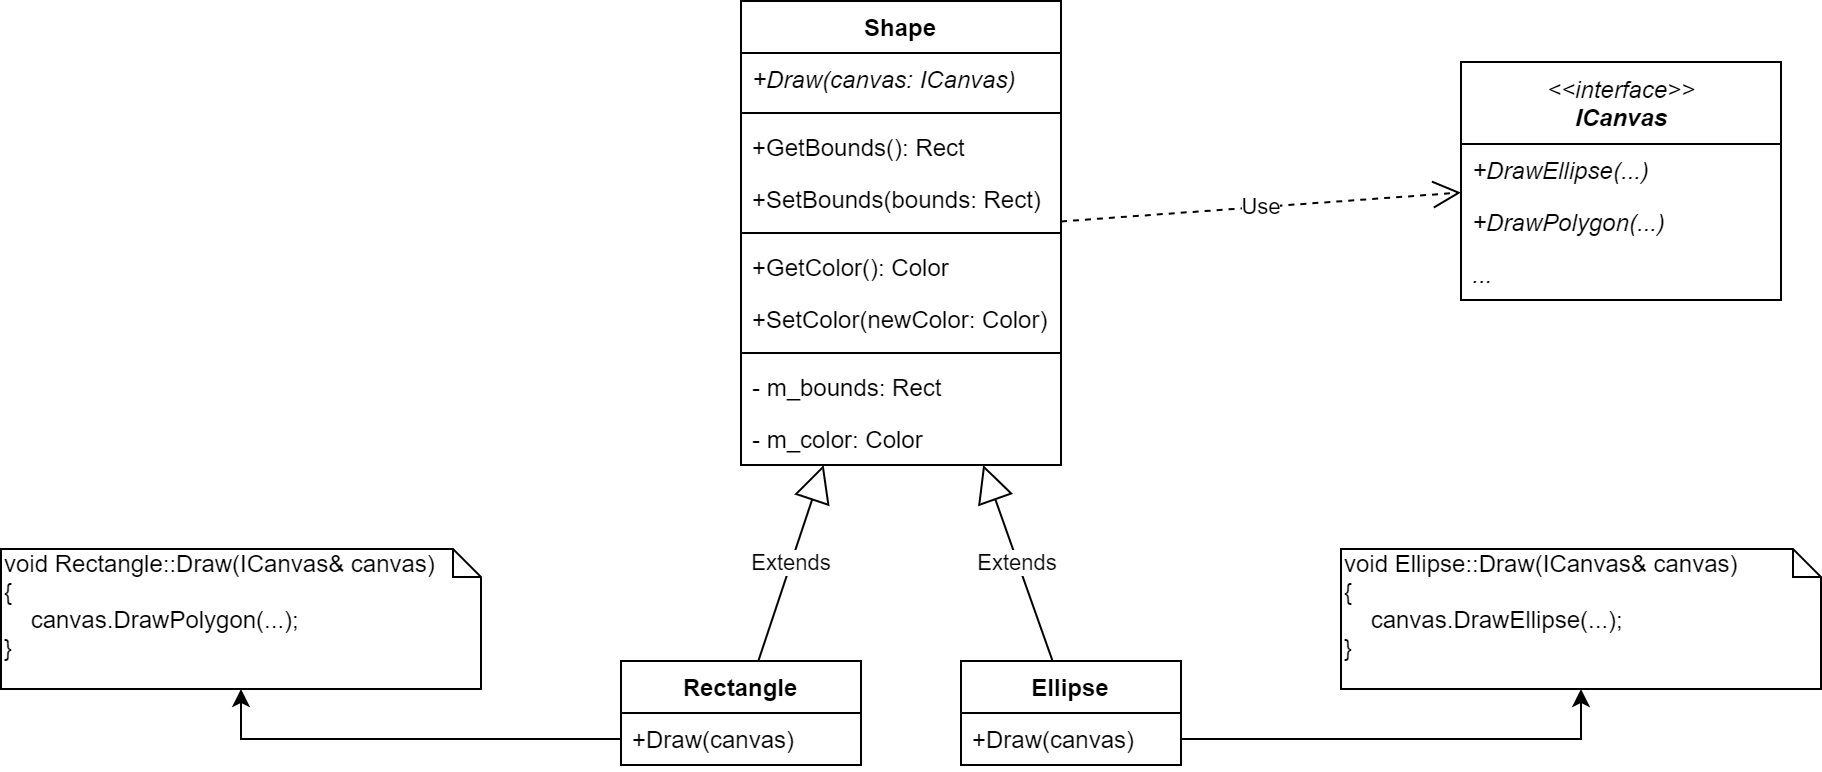 Shape
+Draw(canvas: ICanvas)
+GetBounds(): Rect
+SetBounds(bounds: Rect)
+GetColor(): Color
+SetColor(newColor: Color)
- m_bounds: Rect
- m_color: Color
Use
<<interface>>
ICanvas
+DrawEllipse(...)
+DrawPolygon(...)
...
Extends
Extends
void Rectangle::Draw(ICanvas& canvas)
{
    canvas.DrawPolygon(...);
}
Rectangle
+Draw(canvas)
Ellipse
+Draw(canvas)
void Ellipse::Draw(ICanvas& canvas)
{
    canvas.DrawEllipse(...);
}